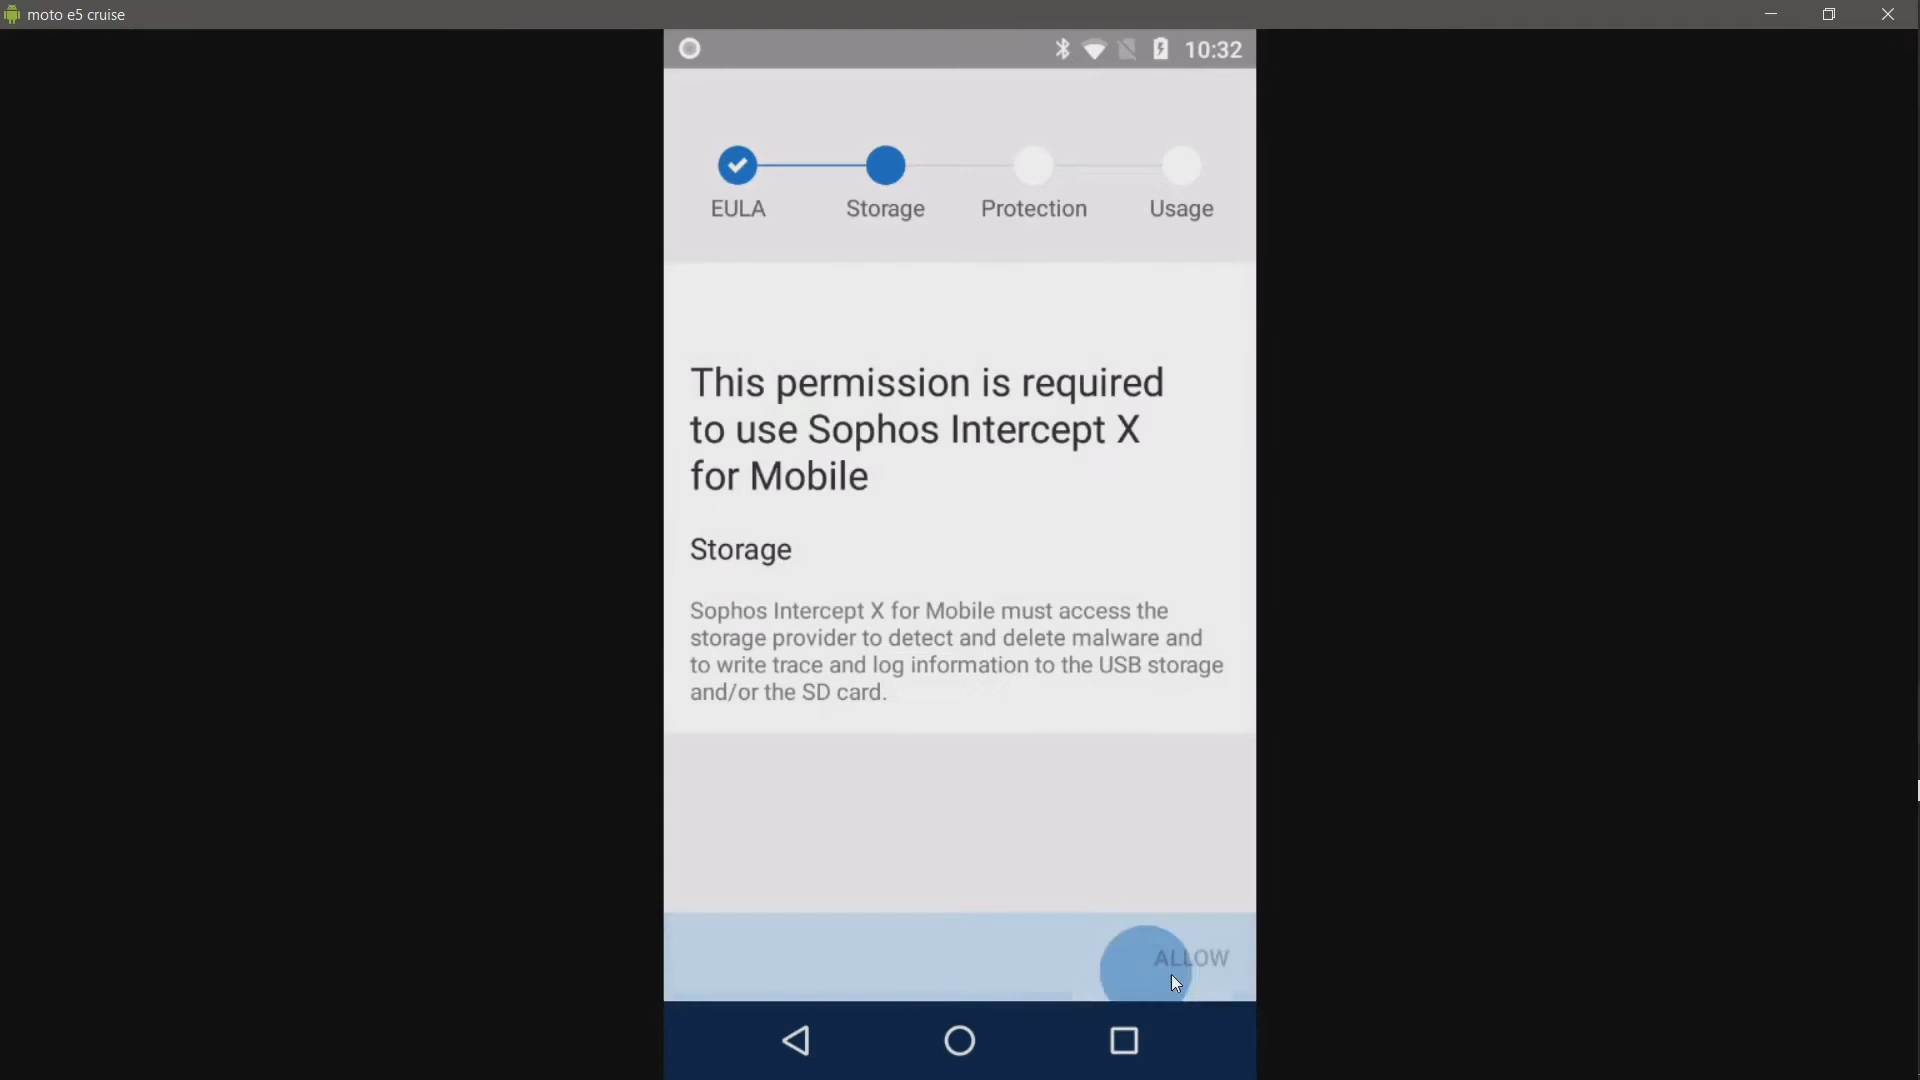 moto e5 cruise
10:32
EULA
Storage
Protection
Usage
This permission is required
to use Sophos Intercept X
for Mobile
Storage
Sophos Intercept X for Mobile must access the
storage provider to detect and delete malware and
to write trace and log information to the USB storage
and/or the SD card.
ALLOW